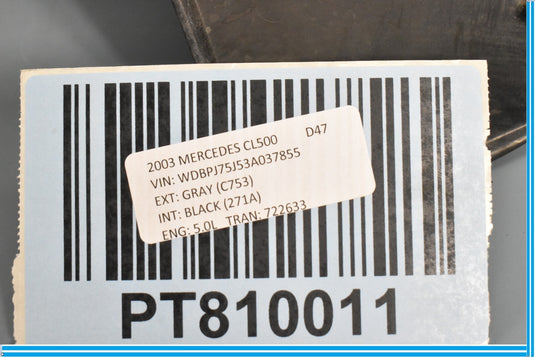 2003 MERCEDES CL500 D47
VIN: WDBPJ75J53A037855
EXT: GRAY (C753)
INT: BLACK (271A)
ENG: 5.0L TRAN: 722633
PT810011